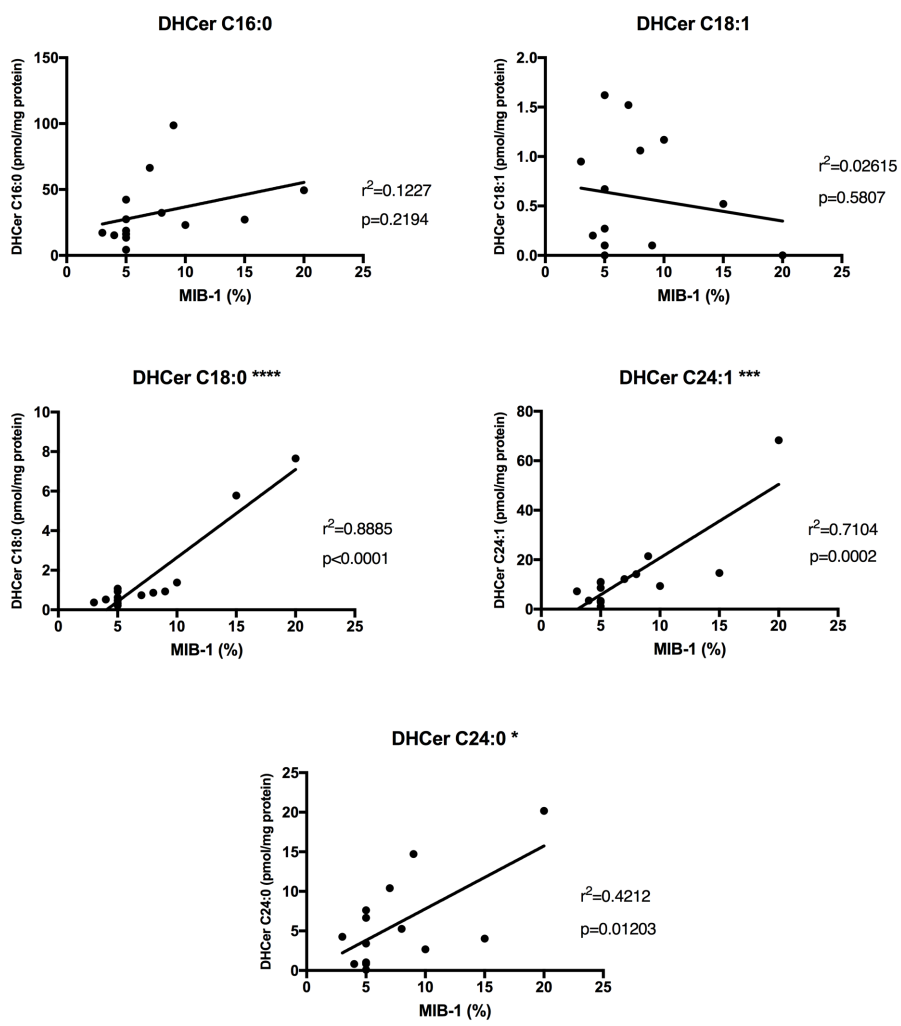 DHCer C16:0
DHCer C16:0 (pmol/mg protein)
150
100
50
0
0 5 10 15 20 25
MIB-1 (%)
r²=0.1227
p=0.2194
DHCer C18:1
DHCer C18:1 (pmol/mg protein)
2.0
1.5
1.0
0.5
0.0
0 5 10 15 20 25
MIB-1 (%)
r²=0.02615
p=0.5807
DHCer C18:0 ****
DHCer C18:0 (pmol/mg protein)
10
8
6
4
2
0
0 5 10 15 20 25
MIB-1 (%)
r²=0.8885
p<0.0001
DHCer C24:1 ***
DHCer C24:1 (pmol/mg protein)
80
60
40
20
0
0 5 10 15 20 25
MIB-1 (%)
r²=0.7104
p=0.0002
DHCer C24:0 *
DHCer C24:0 (pmol/mg protein)
25
20
15
10
5
0
0 5 10 15 20 25
MIB-1 (%)
r²=0.4212
p=0.01203